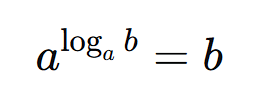 $a^{\log_a b} = b$